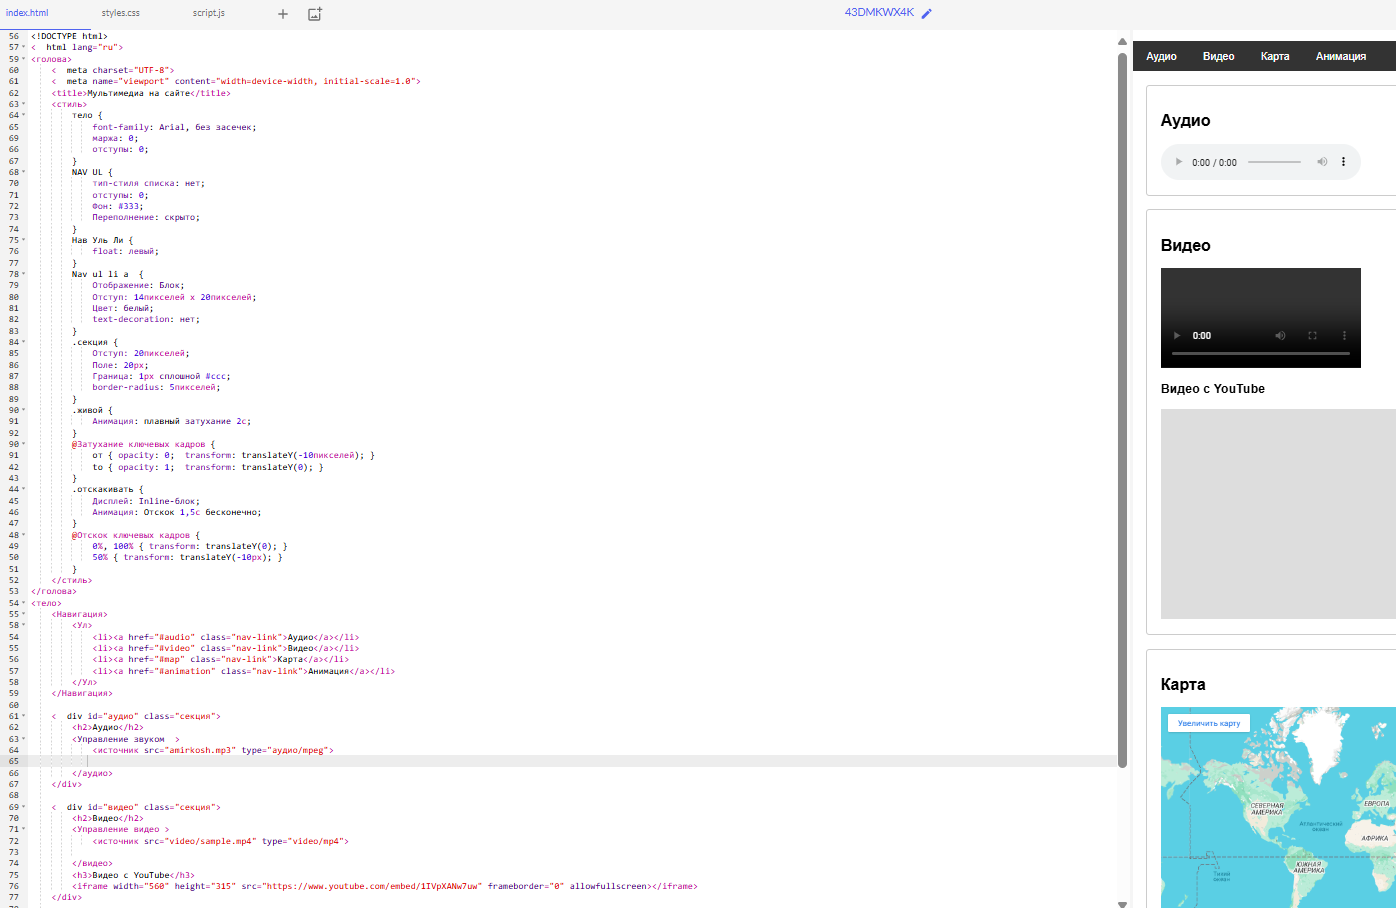 index.html styles.css script.js 43DMKWX4K
56 <!DOCTYPE html>
57 < html lang="ru">
59 <голова>
60 < meta charset="UTF-8">
61 < meta name="viewport" content="width=device-width, initial-scale=1.0">
62 <title>Мультимедиа на сайте</title>
63 <стиль>
64 тело {
65 font-family: Arial, без засечек;
69 маржа: 0;
66 отступы: 0;
67 }
68 NAV UL {
70 тип-стиля списка: нет;
71 отступы: 0;
72 Фон: #333;
73 Переполнение: скрыто;
74 }
75 Нав Уль Ли {
76 float: левый;
77 }
78 Nav ul li a {
79 Отображение: Блок;
80 Отступ: 14пикселей x 20пикселей;
81 Цвет: белый;
82 text-decoration: нет;
83 }
84 .секция {
85 Отступ: 20пикселей;
86 Поле: 20px;
87 Граница: 1px сплошной #ccc;
88 border-radius: 5пикселей;
89 }
90 .живой {
91 Анимация: плавный затухание 2с;
92 }
90 @Затухание ключевых кадров {
91 от { opacity: 0; transform: translateY(-10пикселей); }
42 to { opacity: 1; transform: translateY(0); }
43 }
44 .отскакивать {
45 Дисплей: Inline-блок;
46 Анимация: Отскок 1,5с бесконечно;
47 }
48 @Отскок ключевых кадров {
49 0%, 100% { transform: translateY(0); }
50 50% { transform: translateY(-10px); }
51 }
52 </стиль>
53 </голова>
54 <тело>
55 <Навигация>
58 <Ул>
54 <li><a href="#audio" class="nav-link">Аудио</a></li>
55 <li><a href="#video" class="nav-link">Видео</a></li>
56 <li><a href="#map" class="nav-link">Карта</a></li>
57 <li><a href="#animation" class="nav-link">Анимация</a></li>
58 </Ул>
59 </Навигация>
60
61 < div id="аудио" class="секция">
62 <h2>Аудио</h2>
63 <Управление звуком >
64 <источник src="amirkosh.mp3" type="аудио/mpeg">
65
66 </аудио>
67 </div>
68
69 < div id="видео" class="секция">
70 <h2>Видео</h2>
71 <Управление видео >
72 <источник src="video/sample.mp4" type="video/mp4">
73
74 </видео>
75 <h3>Видео с YouTube</h3>
76 <iframe width="560" height="315" src="https://www.youtube.com/embed/1IVpXANw7uw" frameborder="0" allowfullscreen></iframe>
77 </div>
Аудио Видео Карта Анимация
Аудио
0:00 / 0:00
Видео
0:00
Видео с YouTube
Карта
Увеличить карту
СЕВЕРНАЯ
АМЕРИКА
ЕВРОПА
Атлантический
океан
АФРИКА
ЮЖНАЯ
АМЕРИКА
Тихий
океан